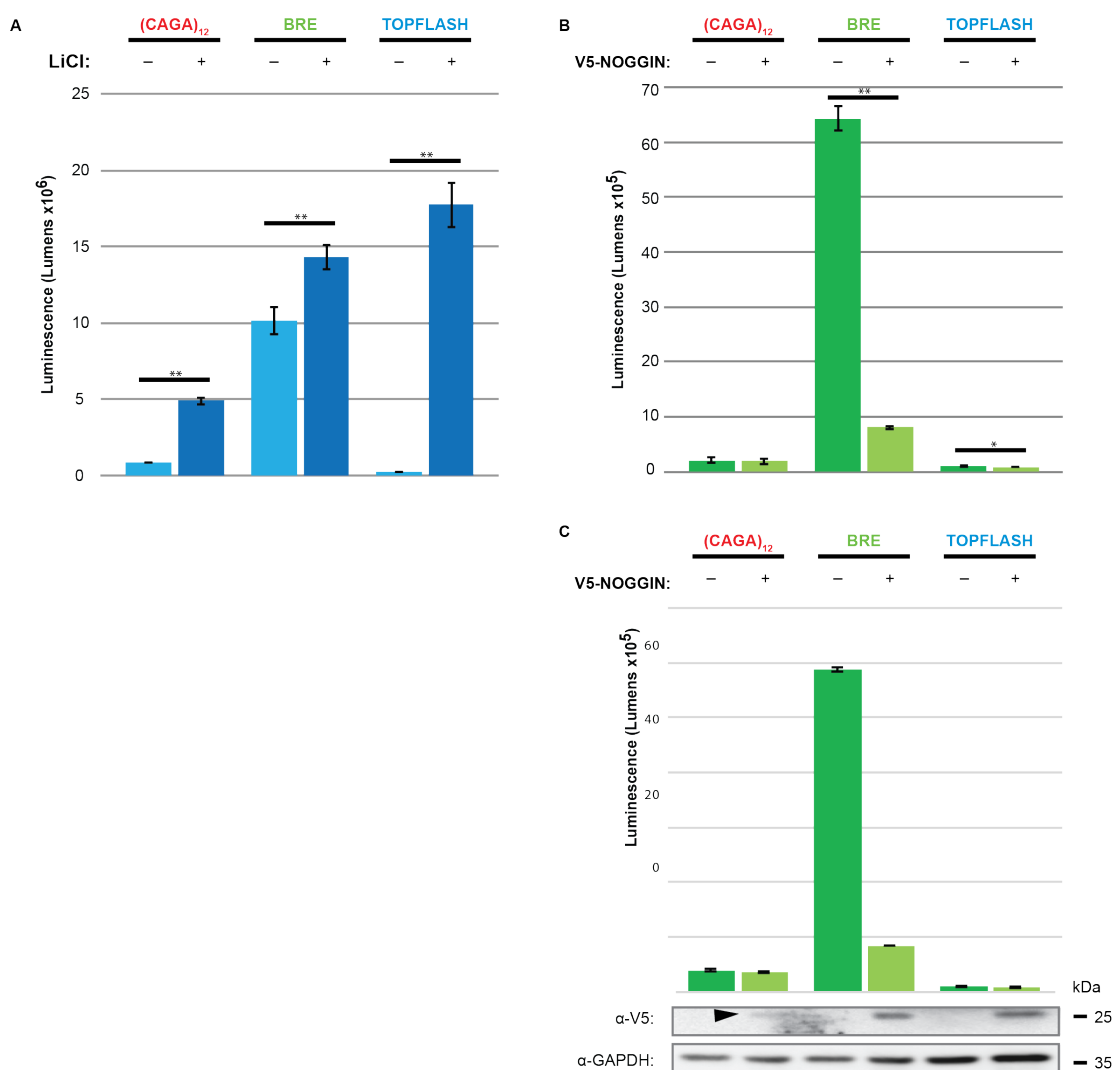 A
(CAGA)12 BRE TOPFLASH
LiCl: – + – + – +
25
20
15
10
5
0
Luminescence (Lumens x106)
**
**
**
B
(CAGA)12 BRE TOPFLASH
V5-NOGGIN: – + – + – +
70
60
50
40
30
20
10
0
Luminescence (Lumens x105)
**
*
C
(CAGA)12 BRE TOPFLASH
V5-NOGGIN: – + – + – +
60
40
20
0
Luminescence (Lumens x105)
kDa
α-V5: 25
α-GAPDH: 35